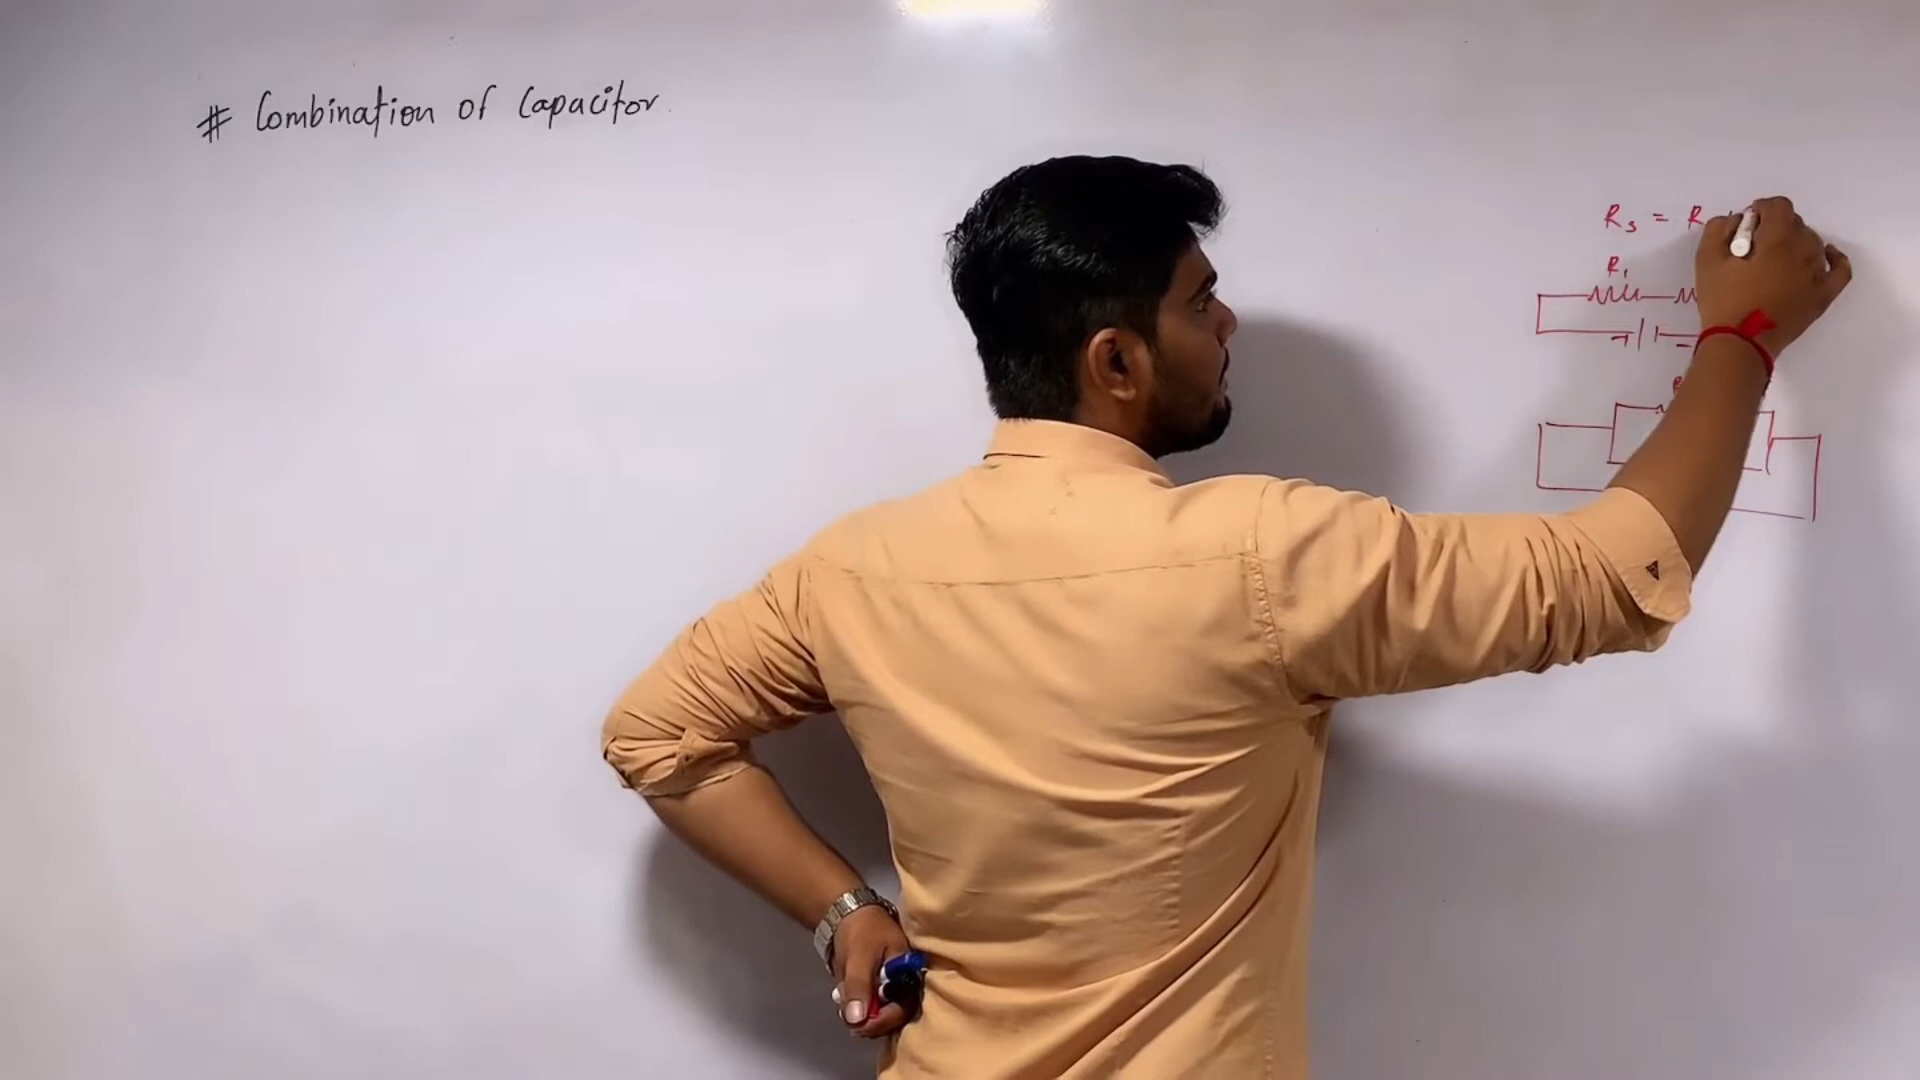 # Combination of Capacitor
Rs = R
R₁